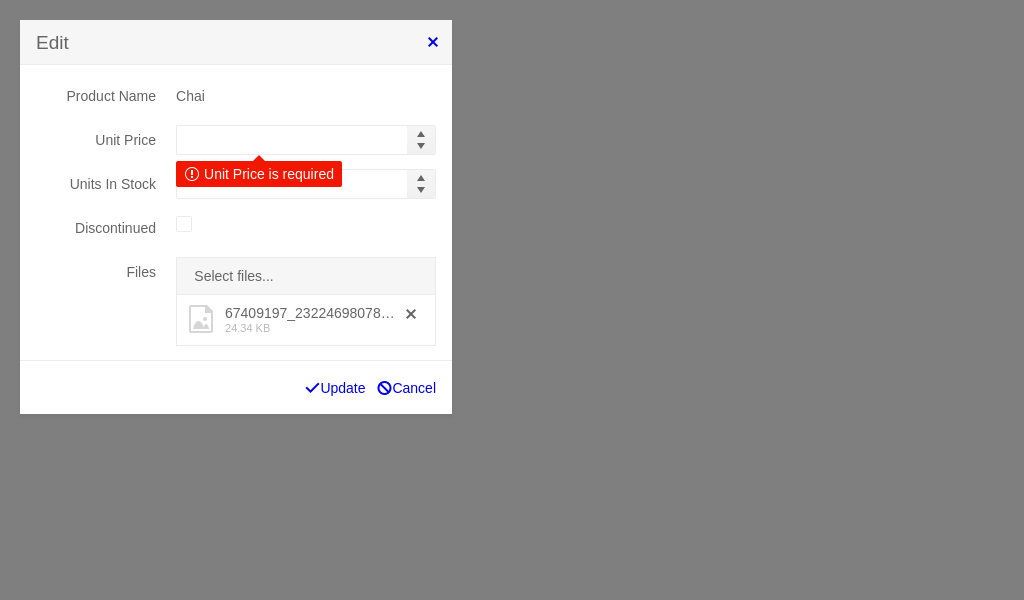 Edit
Product Name Chai
Unit Price
Unit Price is required
Units In Stock
Discontinued
Files
Select files...
67409197_23224698078…
24.34 KB
Update Cancel